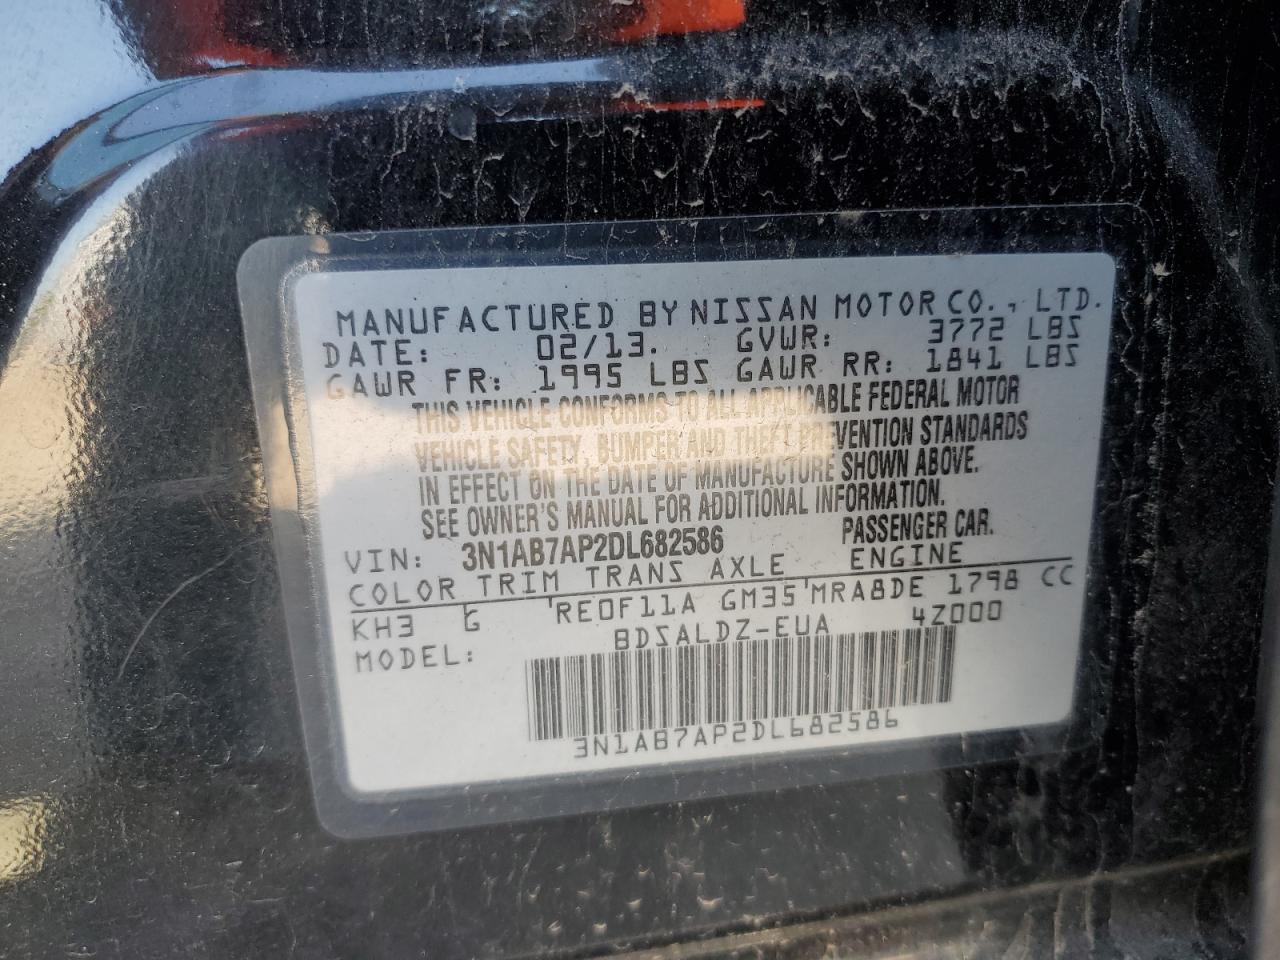 MANUFACTURED BY NISSAN MOTOR CO., LTD.
DATE: 02/13. GVWR: 3772 LBS
GAWR FR: 1995 LBS GAWR RR: 1841 LBS
THIS VEHICLE CONFORMS TO ALL APPLICABLE FEDERAL MOTOR
VEHICLE SAFETY, BUMPER AND THEFT PREVENTION STANDARDS
IN EFFECT ON THE DATE OF MANUFACTURE SHOWN ABOVE.
SEE OWNER'S MANUAL FOR ADDITIONAL INFORMATION.
VIN: 3N1AB7AP2DL682586 PASSENGER CAR.
COLOR TRIM TRANS AXLE ENGINE
KH3 G RE0F11A GM35 MRA8DE 1798 CC
MODEL: BDSALDZ-EUA 4Z000
3N1AB7AP2DL682586